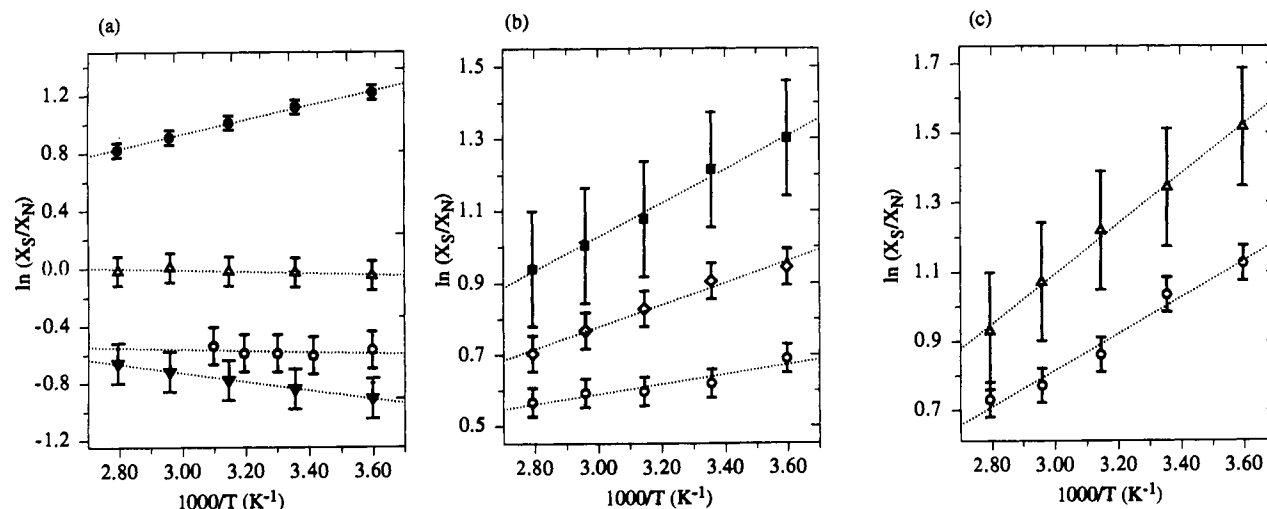 (a)
ln (X_S/X_N)
1.2
0.8
0.4
0.0
-0.4
-0.8
-1.2
2.80 3.00 3.20 3.40 3.60
1000/T (K⁻¹)
(b)
ln (X_S/X_N)
1.5
1.3
1.1
0.9
0.7
0.5
2.80 3.00 3.20 3.40 3.60
1000/T (K⁻¹)
(c)
ln (X_S/X_N)
1.7
1.5
1.3
1.1
0.9
0.7
2.80 3.00 3.20 3.40 3.60
1000/T (K⁻¹)